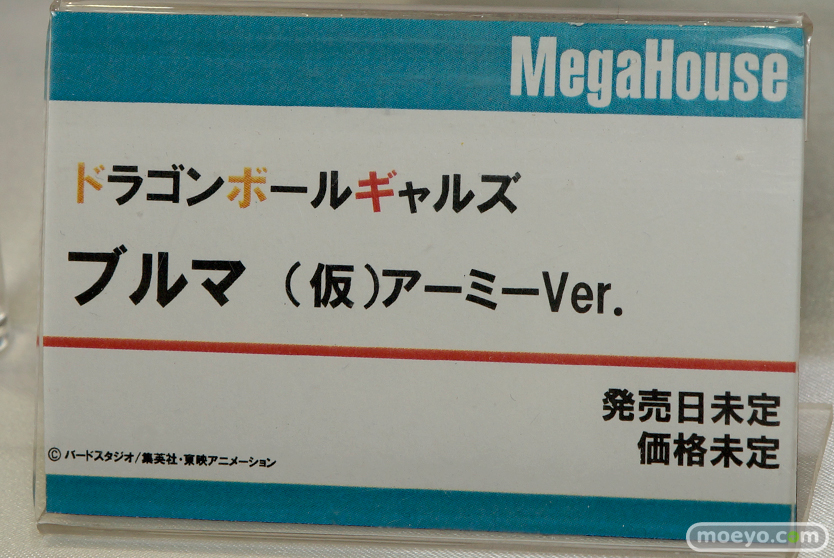 MegaHouse
ドラゴンボールギャルズ
ブルマ （仮）アーミーVer.
発売日未定
価格未定
© バードスタジオ/集英社・東映アニメーション
moeyo.com